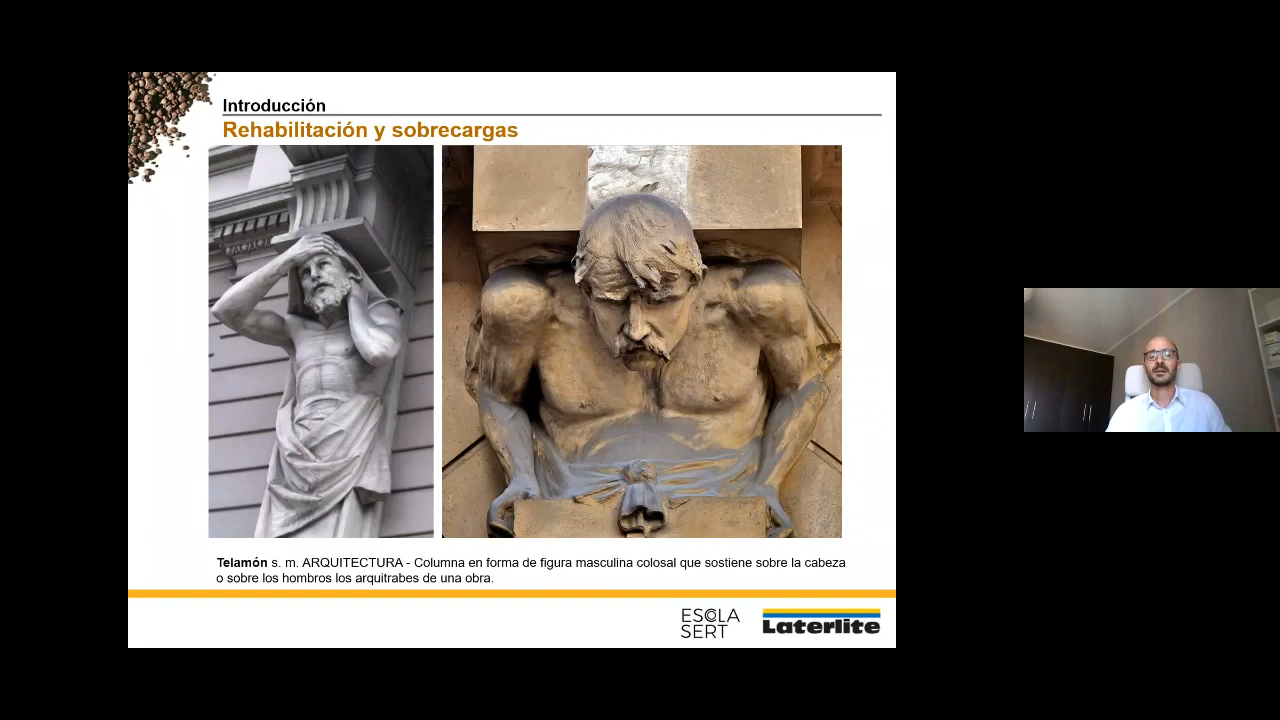 Introducción
Rehabilitación y sobrecargas
Telamón s. m. ARQUITECTURA - Columna en forma de figura masculina colosal que sostiene sobre la cabeza
o sobre los hombros los arquitrabes de una obra.
ESCOLA
SERT
Laterlite